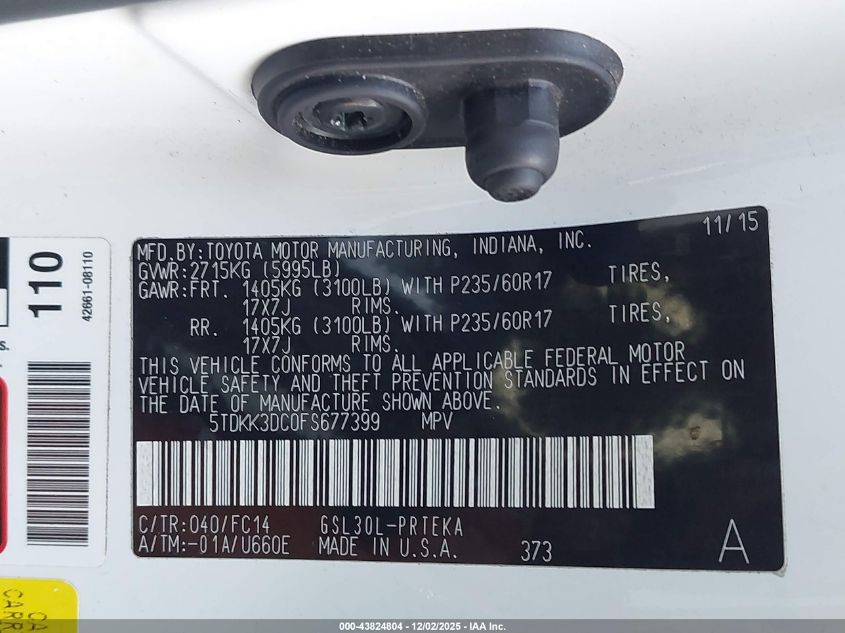 MFD.BY:TOYOTA MOTOR MANUFACTURING, INDIANA, INC. 11/15
GVWR:2715KG (5995LB)
GAWR:FRT. 1405KG (3100LB) WITH P235/60R17 TIRES,
17X7J RIMS.
RR. 1405KG (3100LB) WITH P235/60R17 TIRES,
17X7J RIMS.
THIS VEHICLE CONFORMS TO ALL APPLICABLE FEDERAL MOTOR
VEHICLE SAFETY AND THEFT PREVENTION STANDARDS IN EFFECT ON
THE DATE OF MANUFACTURE SHOWN ABOVE.
5TDKK3DC0FS677399 MPV
C/TR:040/FC14 GSL30L-PRTEKA
A/TM:-01A/U660E MADE IN U.S.A. 373 A
110
42661-08110
s.
CA
CARR
000-43824804 - 12/02/2025 - IAA Inc.